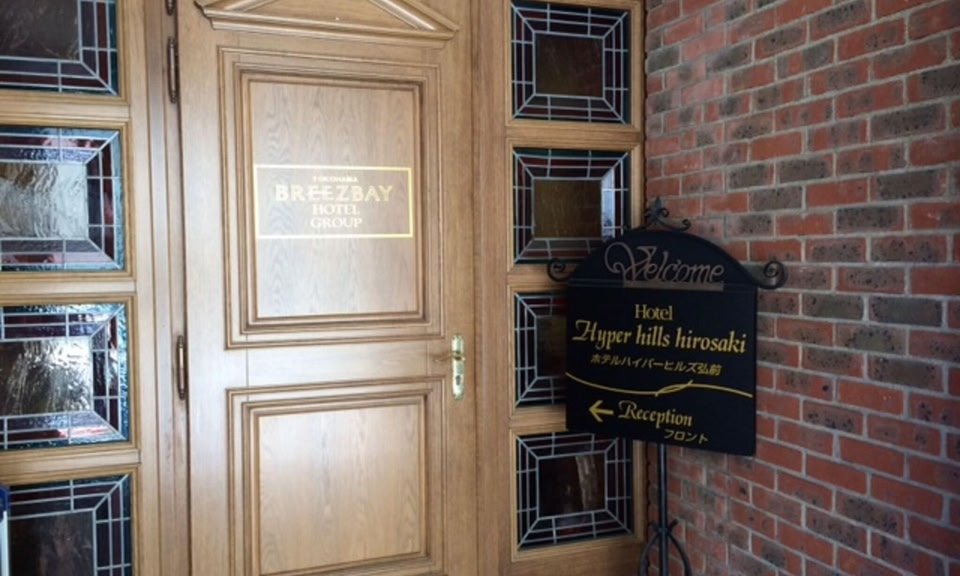 YOKOHAMA
BREEZBAY
HOTEL
GROUP
Welcome
Hotel
Hyper hills hirosaki
ホテルハイパーヒルズ弘前
← Reception
フロント